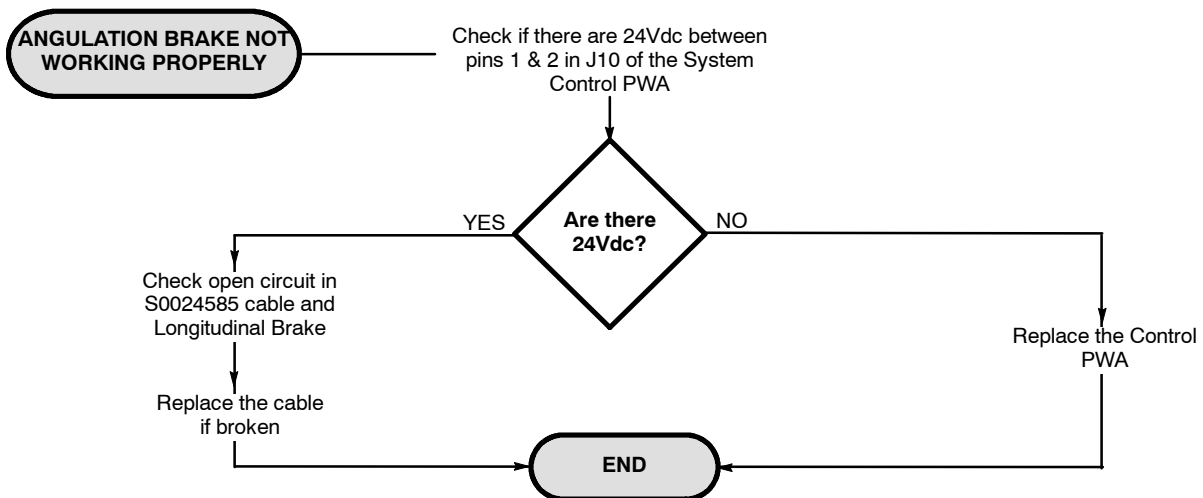 ANGULATION BRAKE NOT
WORKING PROPERLY
Check if there are 24Vdc between
pins 1 & 2 in J10 of the System
Control PWA
Are there
24Vdc?
YES
NO
Check open circuit in
S0024585 cable and
Longitudinal Brake
Replace the cable
if broken
Replace the Control
PWA
END